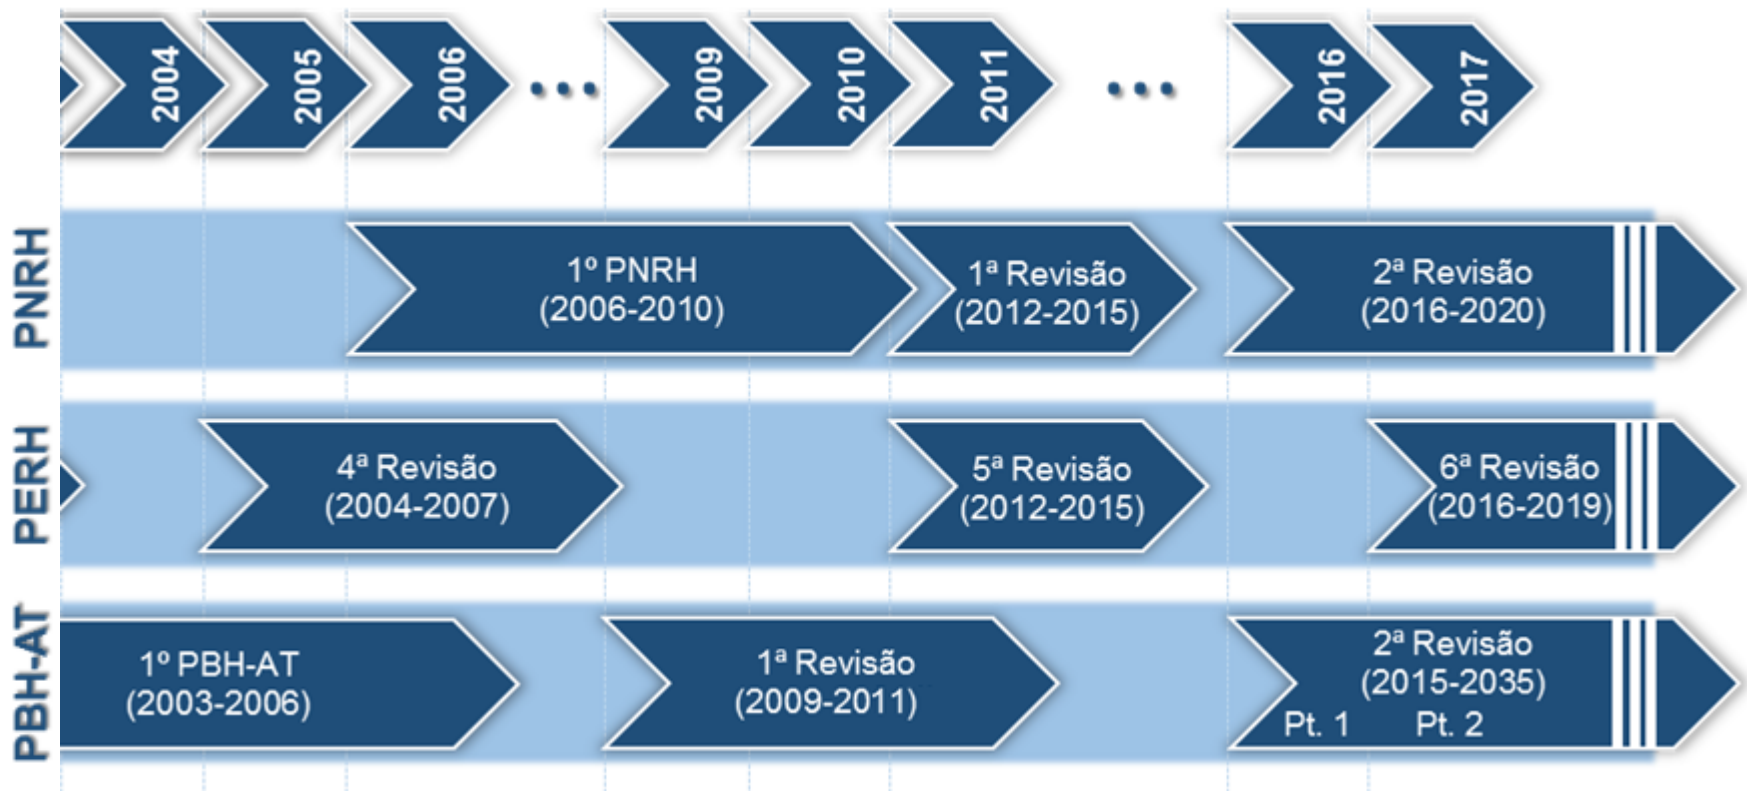 2004
2005
2006
...
2009
2010
2011
...
2016
2017
PNRH
1º PNRH
(2006-2010)
1ª Revisão
(2012-2015)
2ª Revisão
(2016-2020)
PERH
4ª Revisão
(2004-2007)
5ª Revisão
(2012-2015)
6ª Revisão
(2016-2019)
PBH-AT
1º PBH-AT
(2003-2006)
1ª Revisão
(2009-2011)
2ª Revisão
(2015-2035)
Pt. 1 Pt. 2